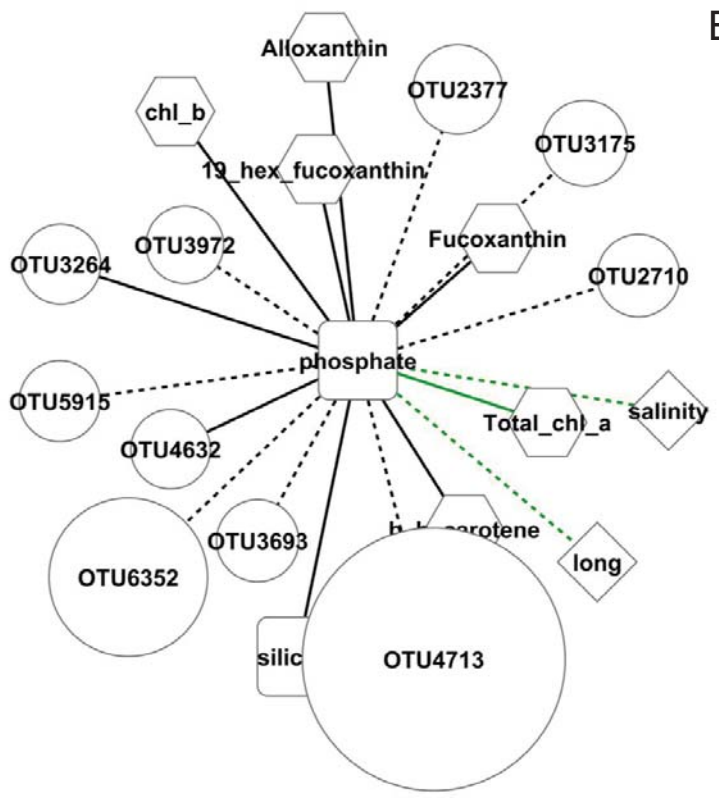 E
Alloxanthin
OTU2377
chl_b
OTU3175
19_hex_fucoxanthin
Fucoxanthin
OTU3972
OTU3264
OTU2710
phosphate
OTU5915
salinity
Total_chl_a
OTU4632
OTU3693
long
OTU6352
silic
OTU4713